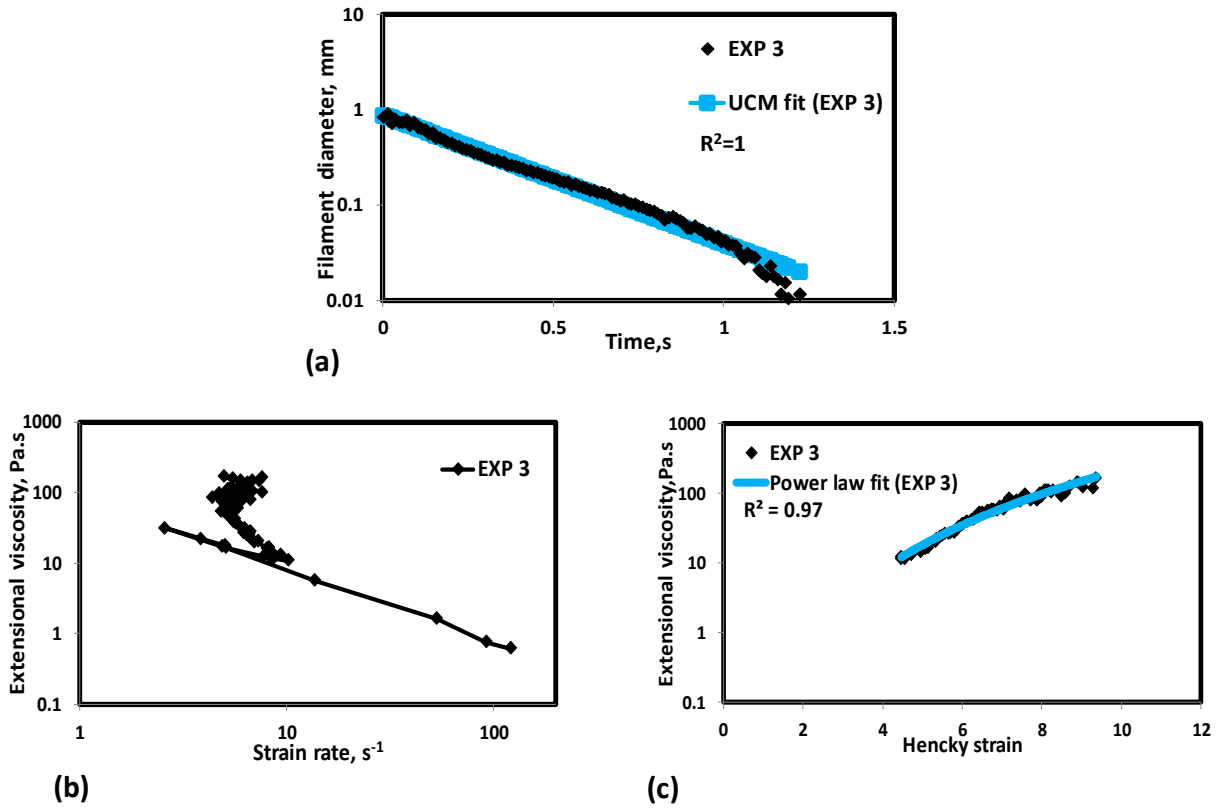 10
1
0.1
0.01
Filament diameter, mm
EXP 3
UCM fit (EXP 3)
R²=1
0
0.5
1
1.5
Time,s
(a)
1000
100
10
1
0.1
Extensional viscosity, Pa.s
EXP 3
1
10
100
Strain rate, s⁻¹
(b)
1000
100
10
1
0.1
Extensional viscosity,Pa.s
EXP 3
Power law fit (EXP 3)
R² = 0.97
0
2
4
6
8
10
12
Hencky strain
(c)